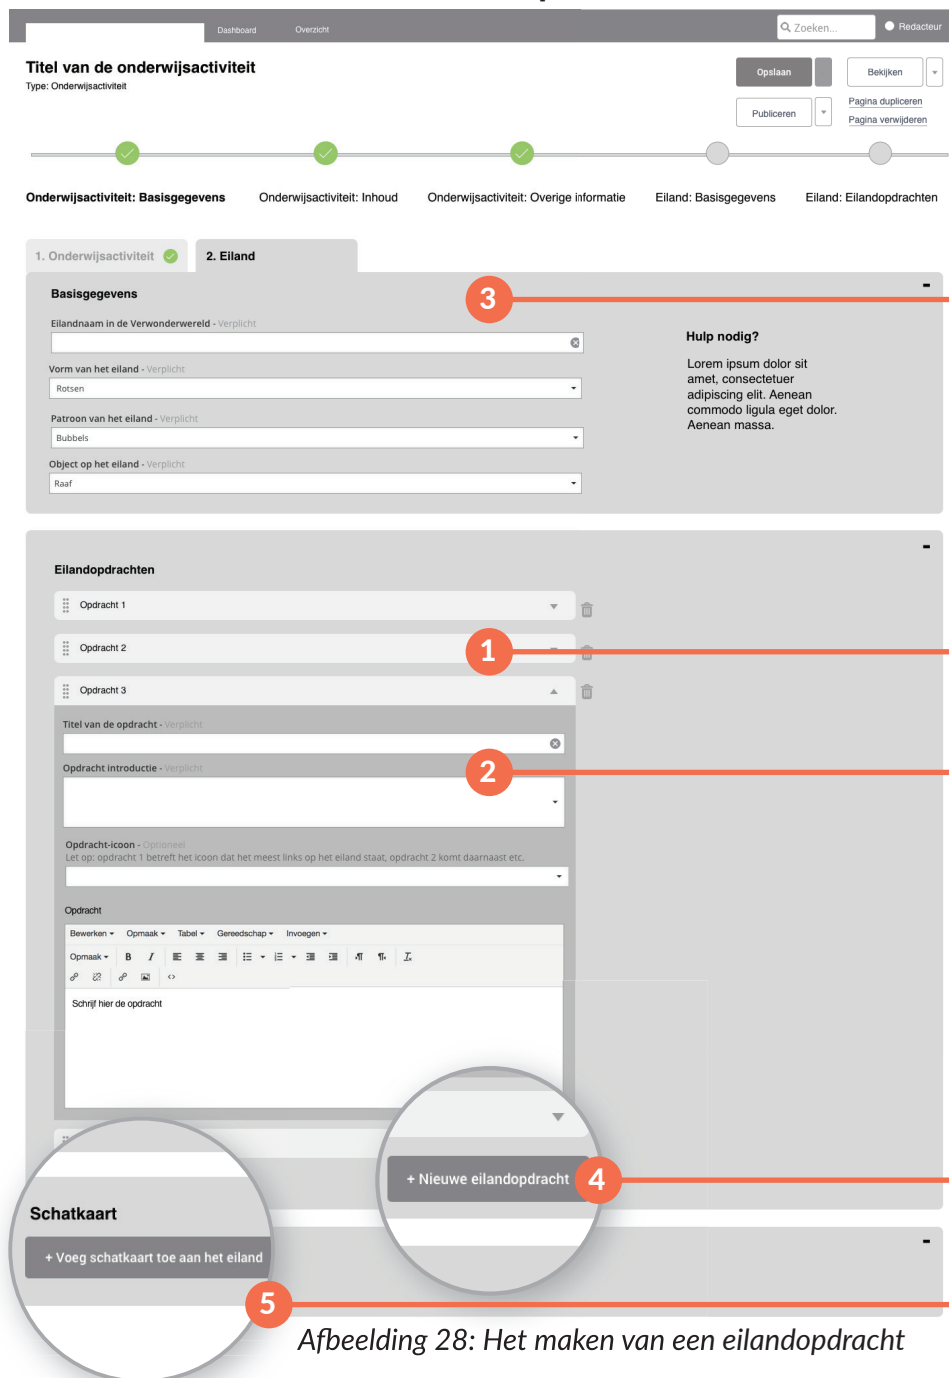 Dashboard
Overzicht
Zoeken...
Redacteur
Titel van de onderwijsactiviteit
Type: Onderwijsactiviteit
Opslaan
Bekijken
Publiceren
Pagina dupliceren
Pagina verwijderen
Onderwijsactiviteit: Basisgegevens
Onderwijsactiviteit: Inhoud
Onderwijsactiviteit: Overige informatie
Eiland: Basisgegevens
Eiland: Eilandopdrachten
1. Onderwijsactiviteit
2. Eiland
Basisgegevens
3
Eilandnaam in de Verwonderwereld - Verplicht
Vorm van het eiland - Verplicht
Rotsen
Patroon van het eiland - Verplicht
Bubbels
Object op het eiland - Verplicht
Raaf
Hulp nodig?
Lorem ipsum dolor sit
amet, consectetuer
adipiscing elit. Aenean
commodo ligula eget dolor.
Aenean massa.
Eilandopdrachten
Opdracht 1
Opdracht 2
1
Opdracht 3
Titel van de opdracht - Verplicht
Opdracht introductie - Verplicht
2
Opdracht-icoon - Optioneel
Let op: opdracht 1 betreft het icoon dat het meest links op het eiland staat, opdracht 2 komt daarnaast etc.
Opdracht
Bewerken Opmaak Tabel Gereedschap Invoegen
Opmaak B I
Schrijf hier de opdracht
+ Nieuwe eilandopdracht
4
Schatkaart
+ Voeg schatkaart toe aan het eiland
5
Afbeelding 28: Het maken van een eilandopdracht